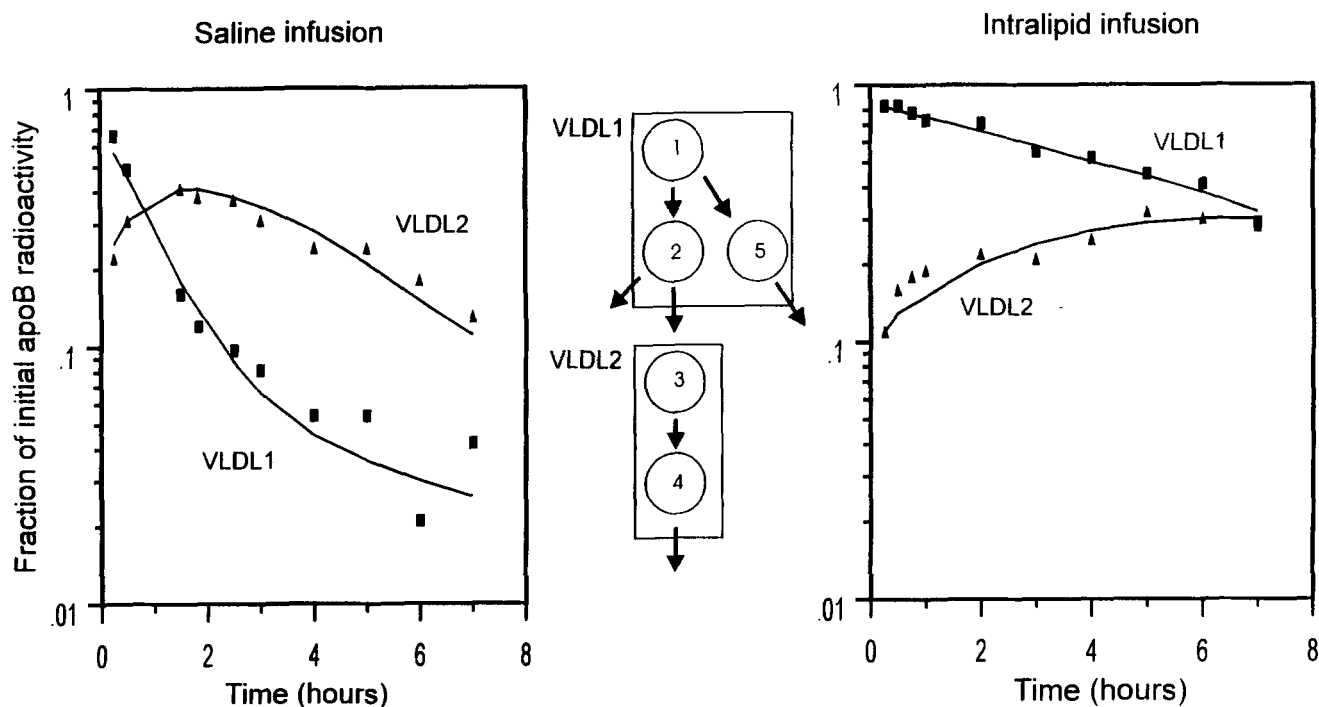 Saline infusion
Fraction of initial apoB radioactivity
1
.1
.01
VLDL2
VLDL1
0 2 4 6 8
Time (hours)
VLDL1
1
2
5
VLDL2
3
4
Intralipid infusion
1
.1
.01
VLDL1
VLDL2
0 2 4 6 8
Time (hours)